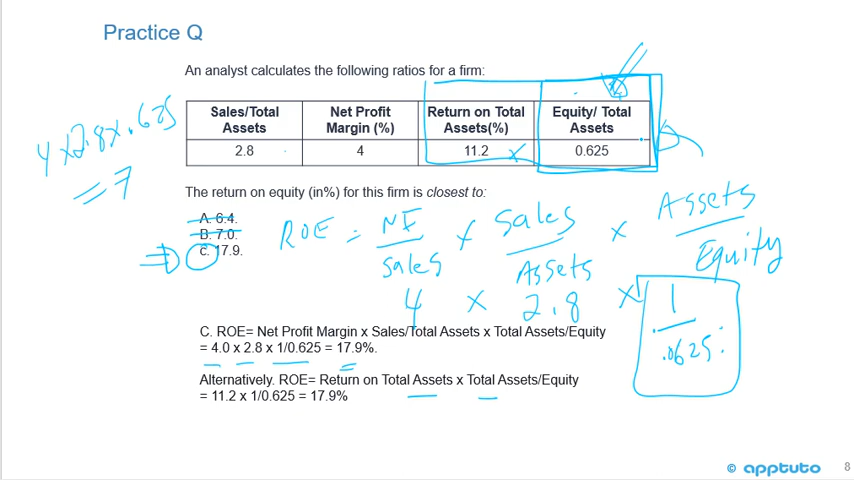 Practice Q
An analyst calculates the following ratios for a firm:
Sales/Total Assets
Net Profit Margin (%)
Return on Total Assets(%)
Equity/ Total Assets
2.8
4
11.2 x
0.625
4 x 2.8 x .625
= 7
The return on equity (in%) for this firm is closest to:
A. 6.4.
B. 7.0.
c. 17.9.
ROE = NI / Sales x Sales / Assets x Assets / Equity
4 x 2.8 x 1 / .0625
C. ROE= Net Profit Margin x Sales/Total Assets x Total Assets/Equity
= 4.0 x 2.8 x 1/0.625 = 17.9%.
Alternatively. ROE= Return on Total Assets x Total Assets/Equity
= 11.2 x 1/0.625 = 17.9%
© apptuto
8